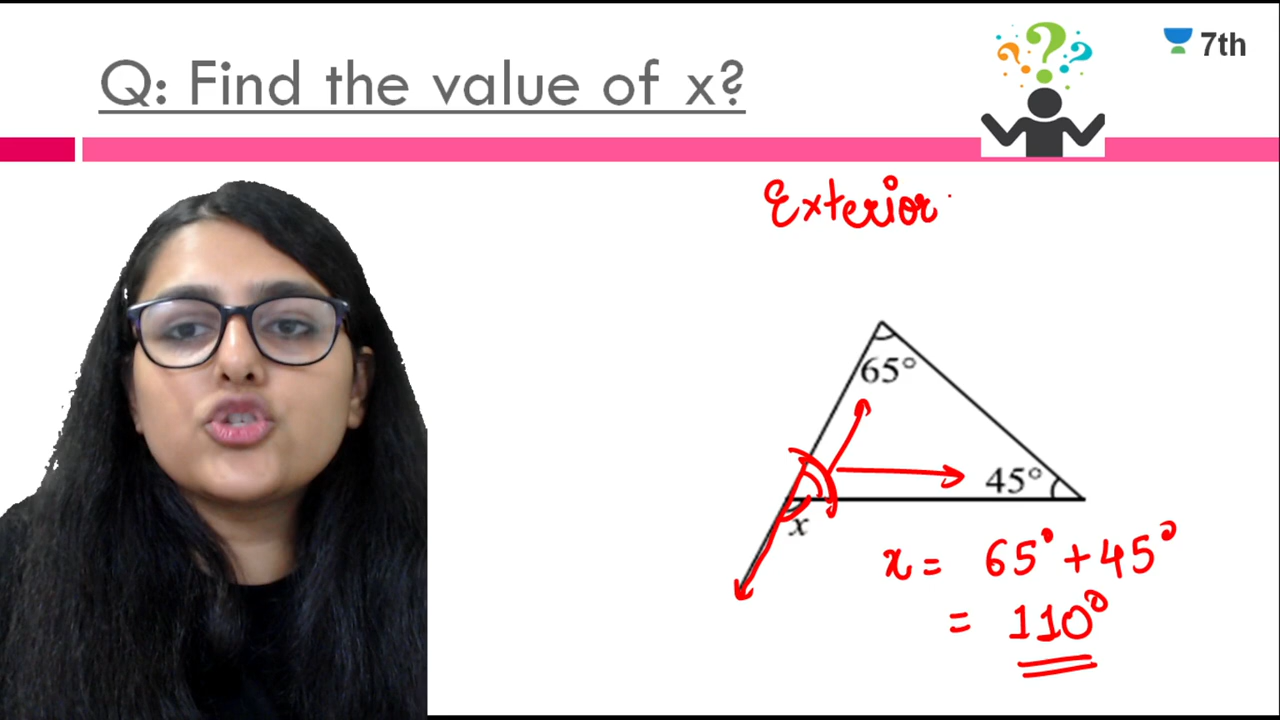 Q: Find the value of x?
7th
Exterior
65°
45°
x
x = 65° + 45°
= 110°